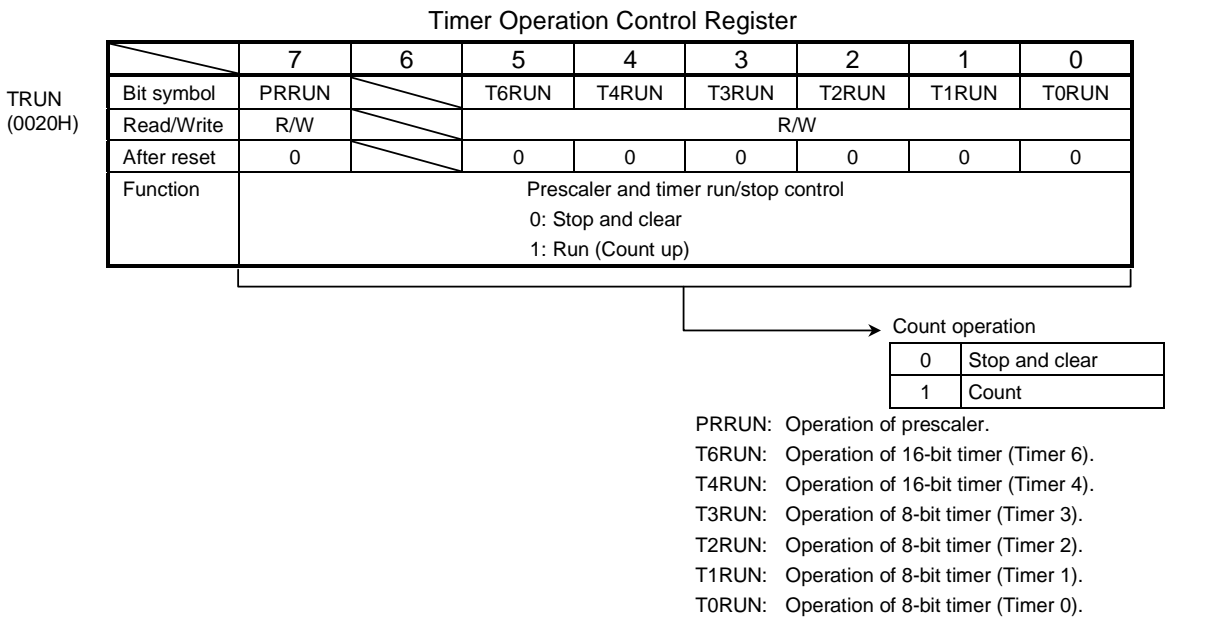 Timer Operation Control Register
7 6 5 4 3 2 1 0
TRUN
(0020H)
Bit symbol PRRUN T6RUN T4RUN T3RUN T2RUN T1RUN T0RUN
Read/Write R/W R/W
After reset 0 0 0 0 0 0 0
Function Prescaler and timer run/stop control
0: Stop and clear
1: Run (Count up)
Count operation
0 Stop and clear
1 Count
PRRUN: Operation of prescaler.
T6RUN: Operation of 16-bit timer (Timer 6).
T4RUN: Operation of 16-bit timer (Timer 4).
T3RUN: Operation of 8-bit timer (Timer 3).
T2RUN: Operation of 8-bit timer (Timer 2).
T1RUN: Operation of 8-bit timer (Timer 1).
T0RUN: Operation of 8-bit timer (Timer 0).